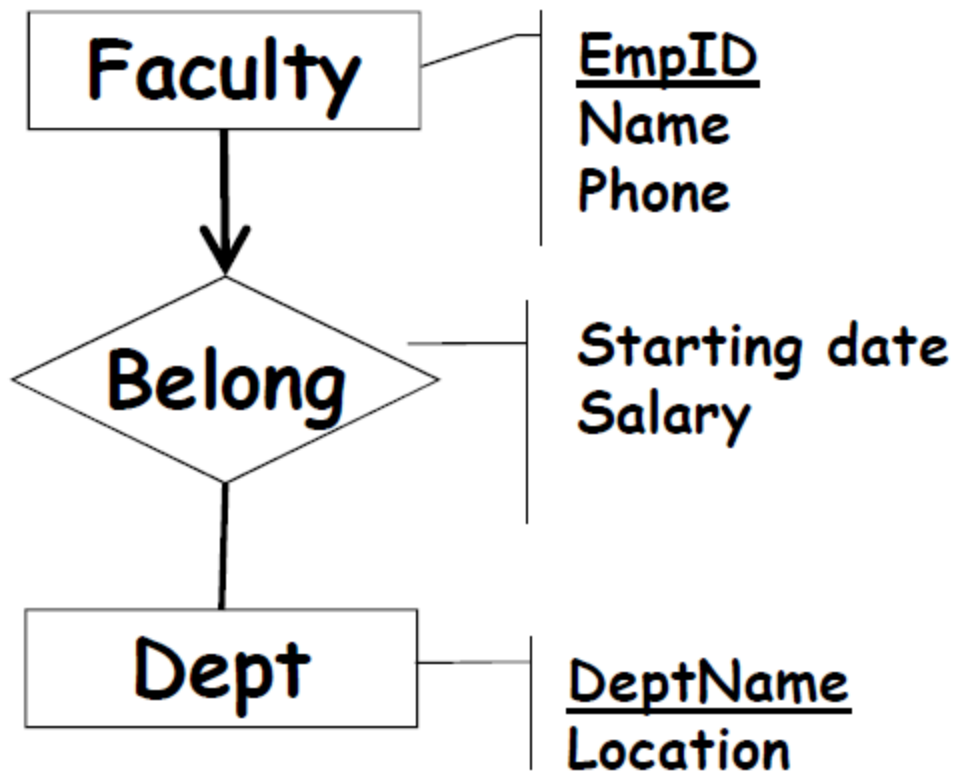 Faculty
EmpID
Name
Phone
Belong
Starting date
Salary
Dept
DeptName
Location